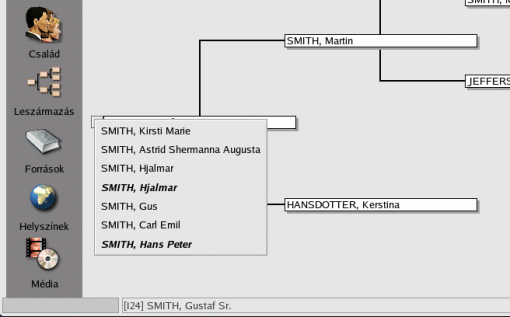 Család
Leszármazás
Források
Helyszínek
Média
SMITH, Martin
SMITH, Kirsti Marie
SMITH, Astrid Shermanna Augusta
SMITH, Hjalmar
SMITH, Hjalmar
SMITH, Gus
SMITH, Carl Emil
SMITH, Hans Peter
HANSDOTTER, Kerstina
[I24] SMITH, Gustaf Sr.